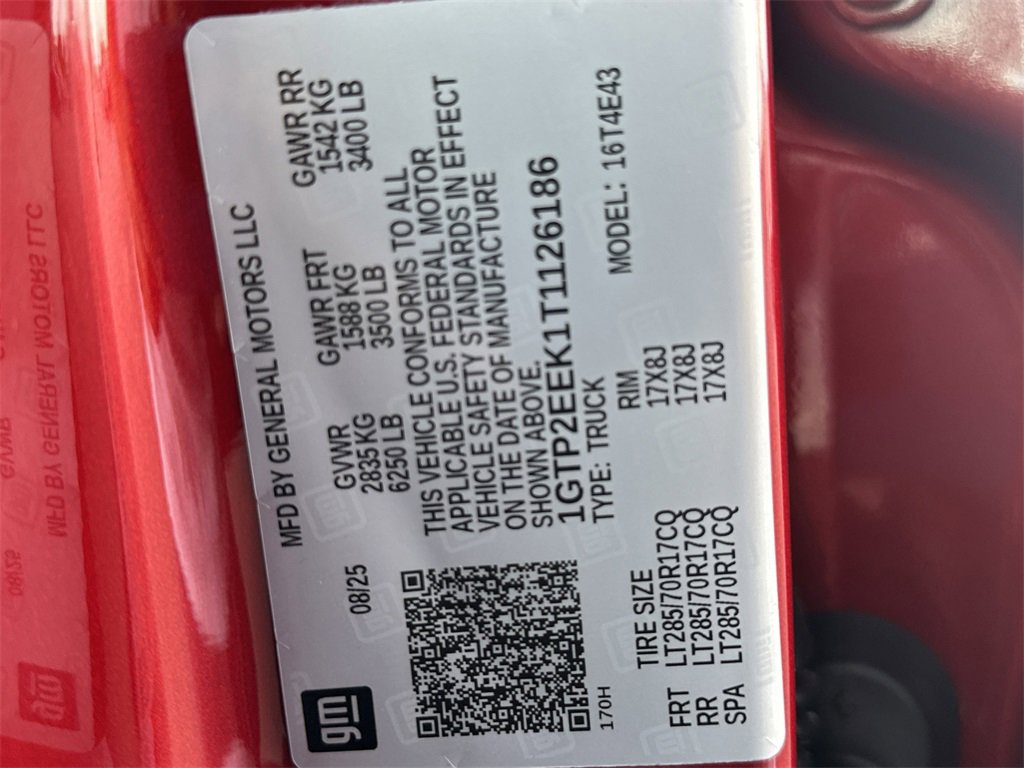 gm
MFD BY GENERAL MOTORS LLC
08/25
GVWR GAWR FRT GAWR RR
2835 KG 1588 KG 1542 KG
6250 LB 3500 LB 3400 LB
THIS VEHICLE CONFORMS TO ALL
APPLICABLE U.S. FEDERAL MOTOR
VEHICLE SAFETY STANDARDS IN EFFECT
ON THE DATE OF MANUFACTURE
SHOWN ABOVE.
1GTP2EEK1T1126186
TYPE: TRUCK MODEL: 16T4E43
170IH
TIRE SIZE RIM
FRT LT285/70R17CQ 17X8J
RR LT285/70R17CQ 17X8J
SPA LT285/70R17CQ 17X8J